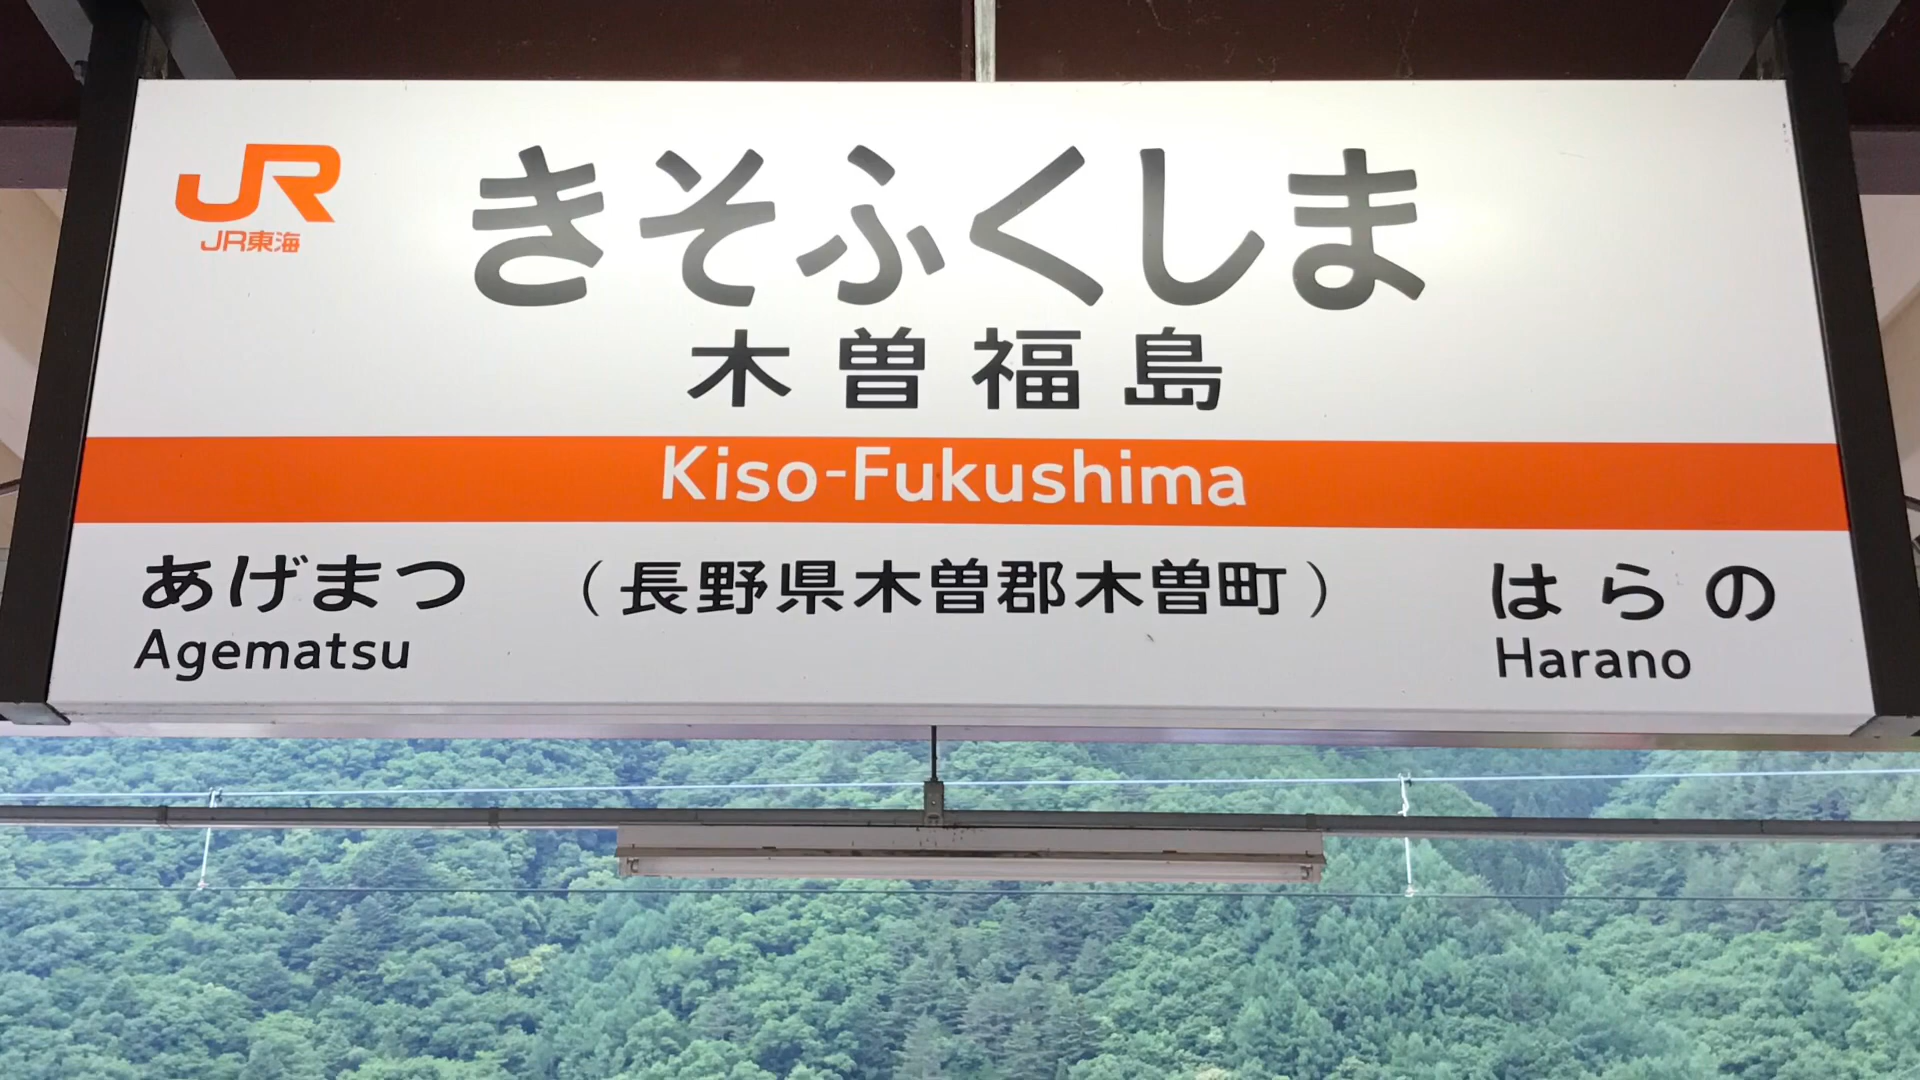 JR
JR東海
きそふくしま
木曽福島
Kiso-Fukushima
あげまつ (長野県木曽郡木曽町) はらの
Agematsu Harano